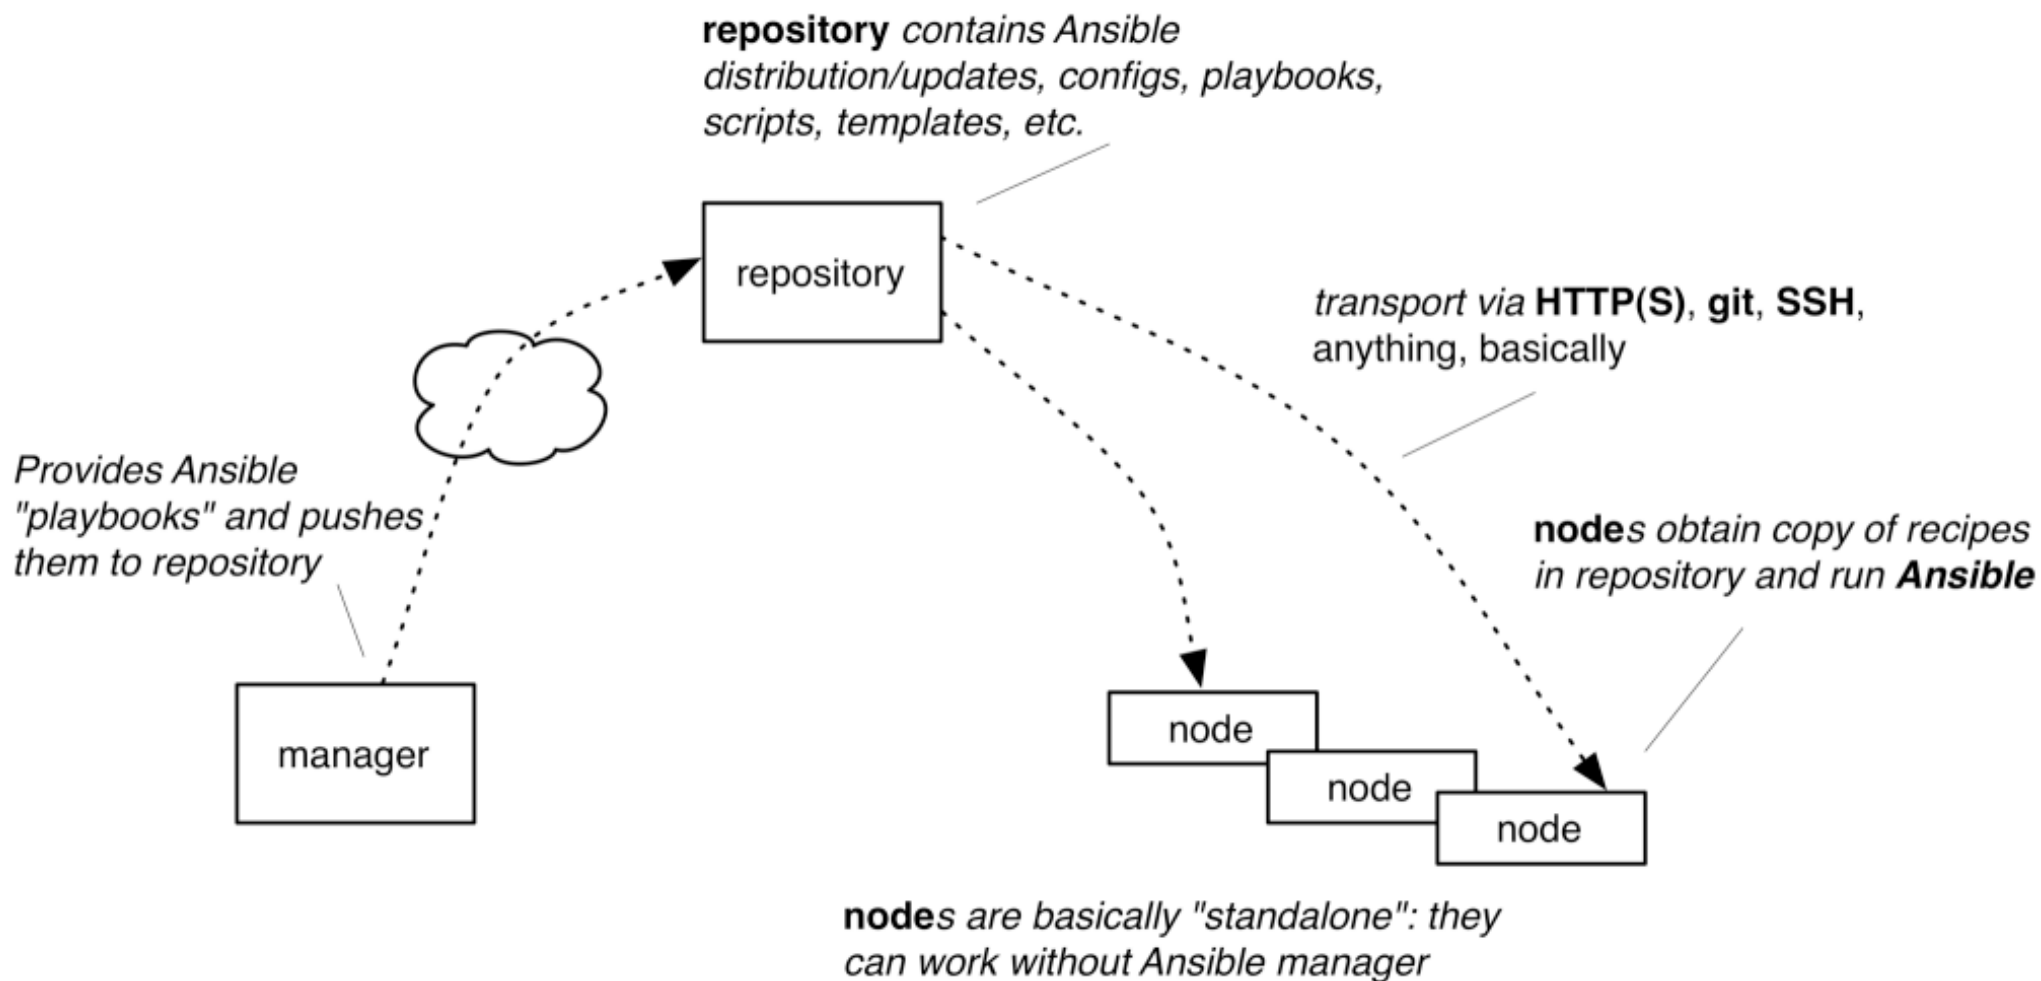 repository contains Ansible
distribution/updates, configs, playbooks,
scripts, templates, etc.
repository
transport via HTTP(S), git, SSH,
anything, basically
Provides Ansible
"playbooks" and pushes
them to repository
nodes obtain copy of recipes
in repository and run Ansible
manager
node
node
node
nodes are basically "standalone": they
can work without Ansible manager